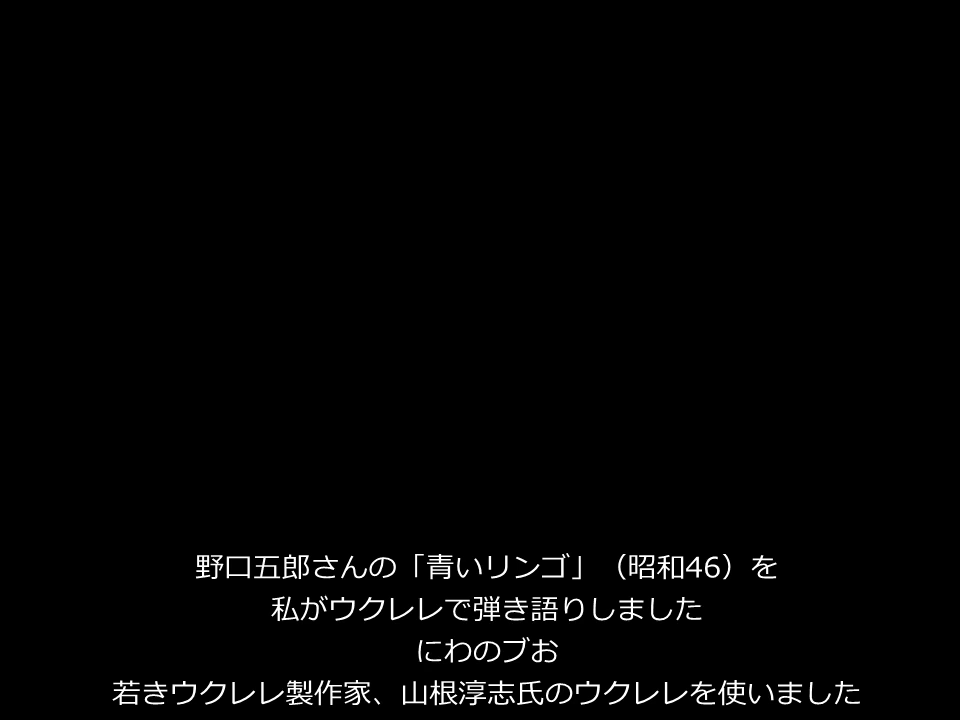 野口五郎さんの「青いリンゴ」（昭和46）を
私がウクレレで弾き語りしました
にわのブお
若きウクレレ製作家、山根淳志氏のウクレレを使いました